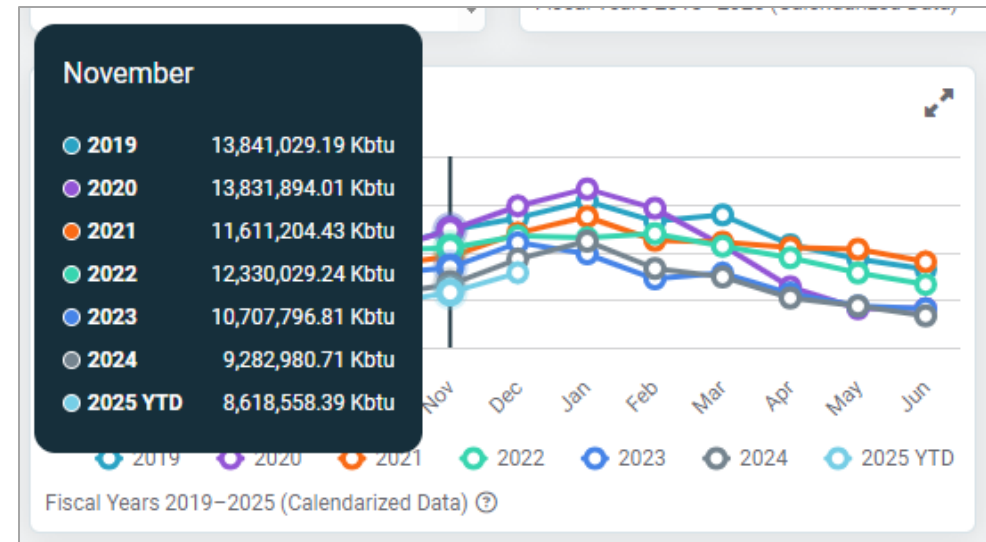 November
2019 13,841,029.19 Kbtu
2020 13,831,894.01 Kbtu
2021 11,611,204.43 Kbtu
2022 12,330,029.24 Kbtu
2023 10,707,796.81 Kbtu
2024 9,282,980.71 Kbtu
2025 YTD 8,618,558.39 Kbtu
Nov Dec Jan Feb Mar Apr May Jun
2019 2020 2021 2022 2023 2024 2025 YTD
Fiscal Years 2019–2025 (Calendarized Data) ?